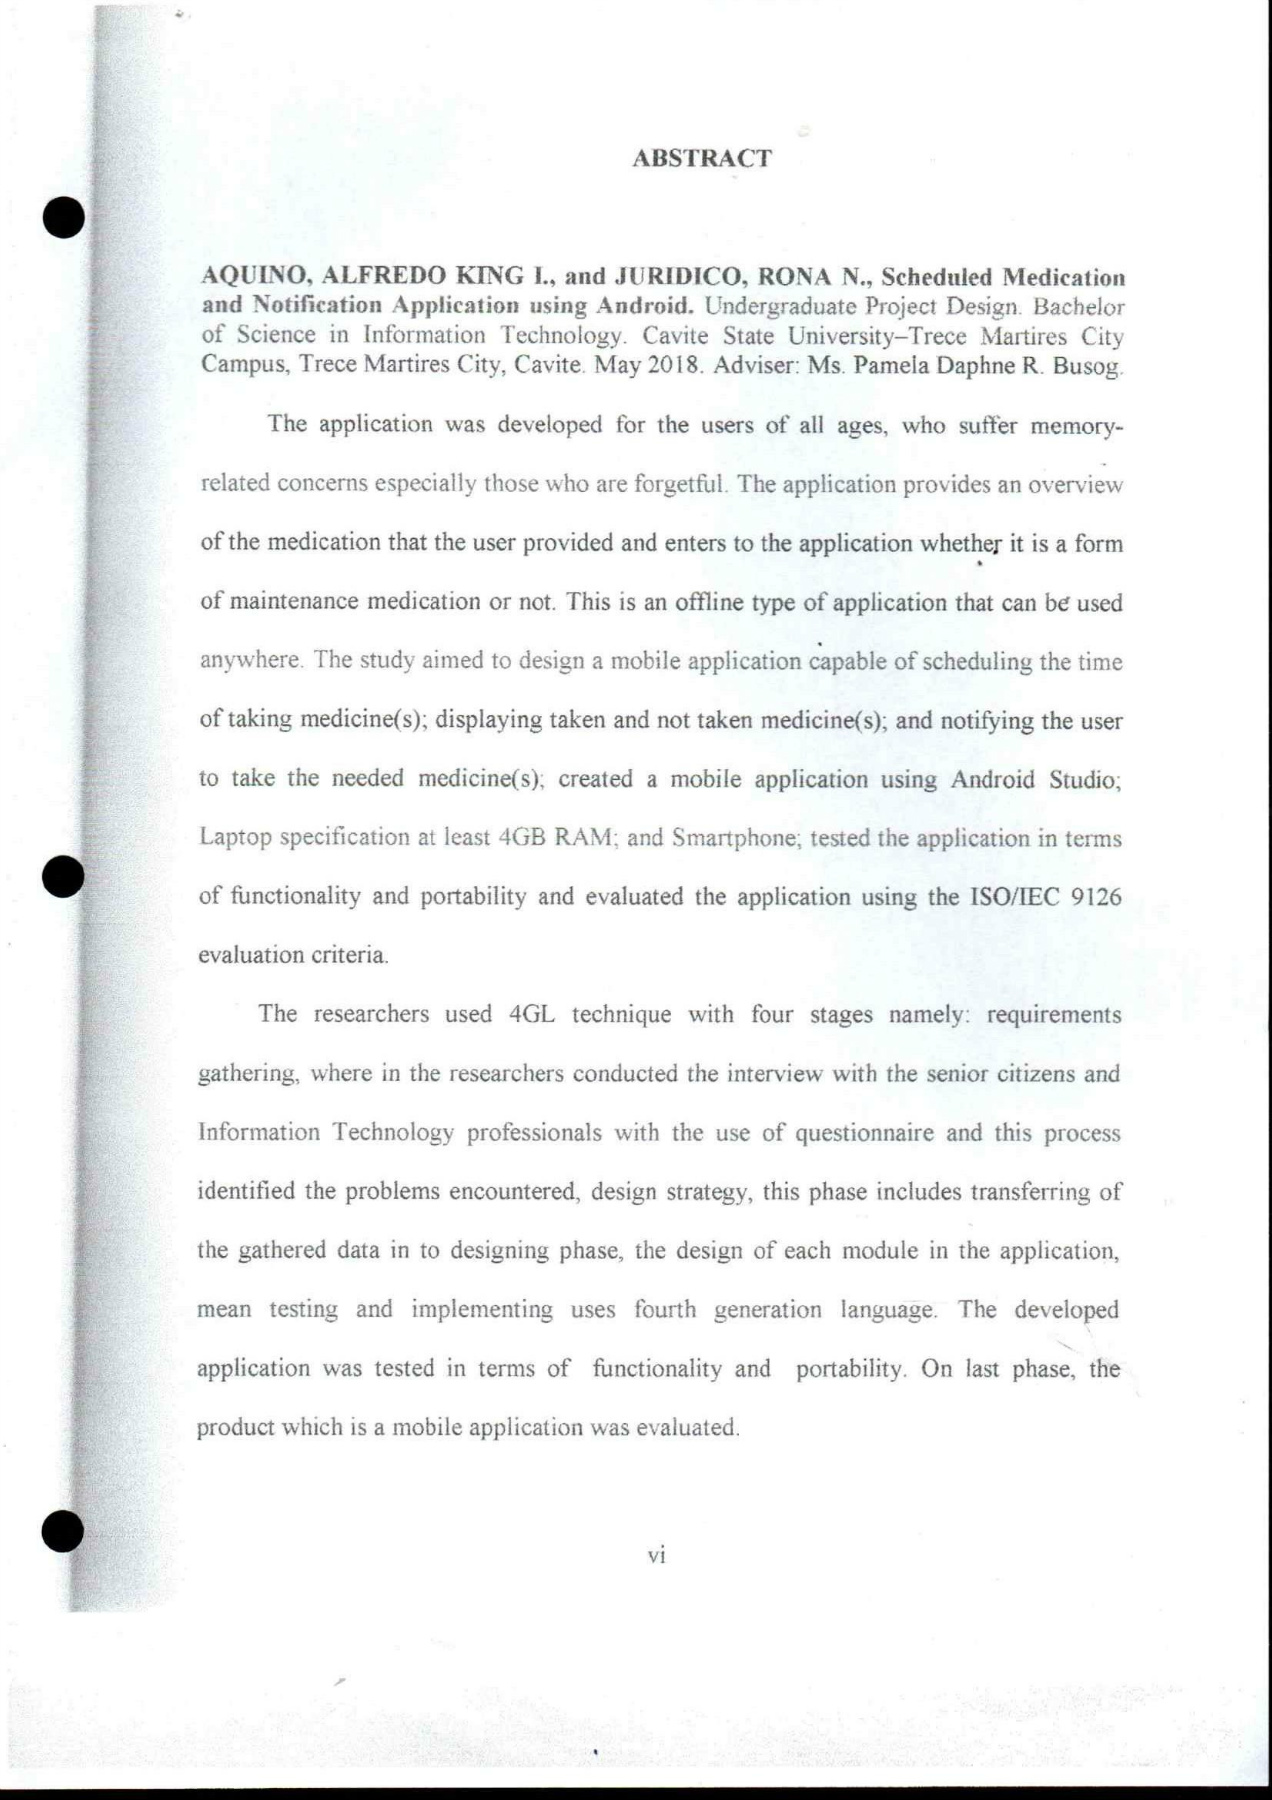 ABSTRACT
AQUINO, ALFREDO KING I., and JURIDICO, RONA N., Scheduled Medication
and Notification Application using Android. Undergraduate Project Design. Bachelor
of Science in Information Technology. Cavite State University–Trece Martires City
Campus, Trece Martires City, Cavite. May 2018. Adviser: Ms. Pamela Daphne R. Busog.
The application was developed for the users of all ages, who suffer memory-
related concerns especially those who are forgetful. The application provides an overview
of the medication that the user provided and enters to the application whether it is a form
of maintenance medication or not. This is an offline type of application that can be used
anywhere. The study aimed to design a mobile application capable of scheduling the time
of taking medicine(s); displaying taken and not taken medicine(s); and notifying the user
to take the needed medicine(s); created a mobile application using Android Studio;
Laptop specification at least 4GB RAM; and Smartphone; tested the application in terms
of functionality and portability and evaluated the application using the ISO/IEC 9126
evaluation criteria.
The researchers used 4GL technique with four stages namely: requirements
gathering, where in the researchers conducted the interview with the senior citizens and
Information Technology professionals with the use of questionnaire and this process
identified the problems encountered, design strategy, this phase includes transferring of
the gathered data in to designing phase, the design of each module in the application,
mean testing and implementing uses fourth generation language. The developed
application was tested in terms of functionality and portability. On last phase, the
product which is a mobile application was evaluated.
vi